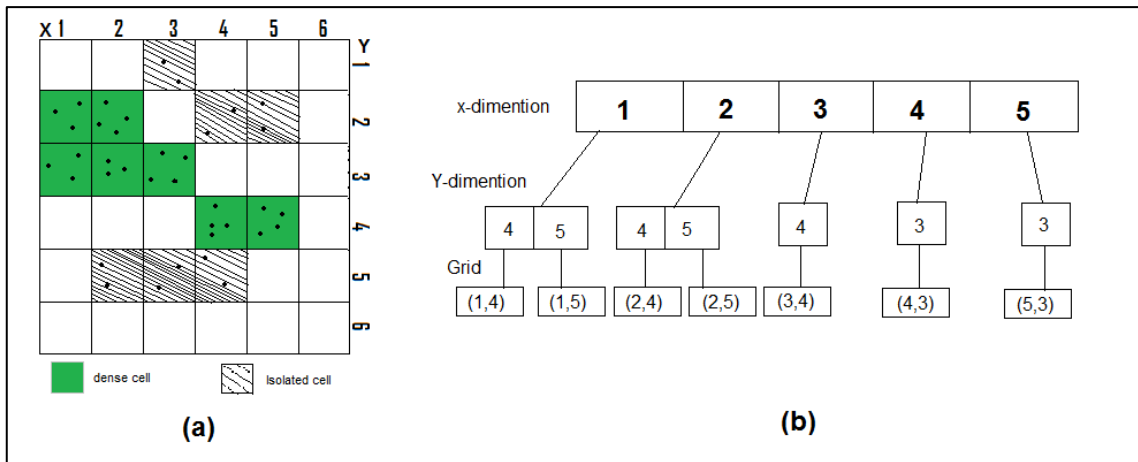 X 1 2 3 4 5 6
Y
1
2
3
4
5
6
dense cell
Isolated cell
(a)
x-dimention
1 2 3 4 5
Y-dimention
4 5 4 5 4 3 3
Grid
(1,4) (1,5) (2,4) (2,5) (3,4) (4,3) (5,3)
(b)